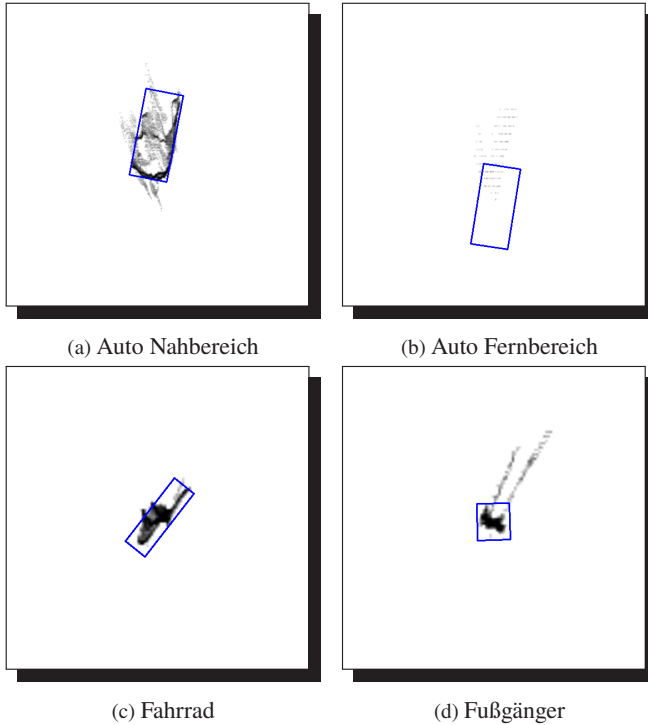 (a) Auto Nahbereich
(b) Auto Fernbereich
(c) Fahrrad
(d) Fußgänger